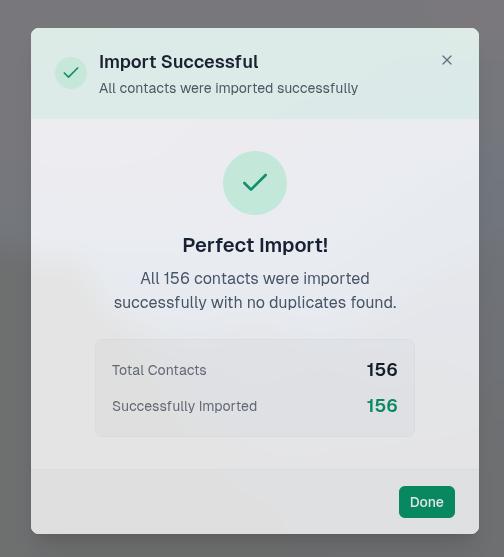 Import Successful
All contacts were imported successfully
Perfect Import!
All 156 contacts were imported
successfully with no duplicates found.
Total Contacts 156
Successfully Imported 156
Done